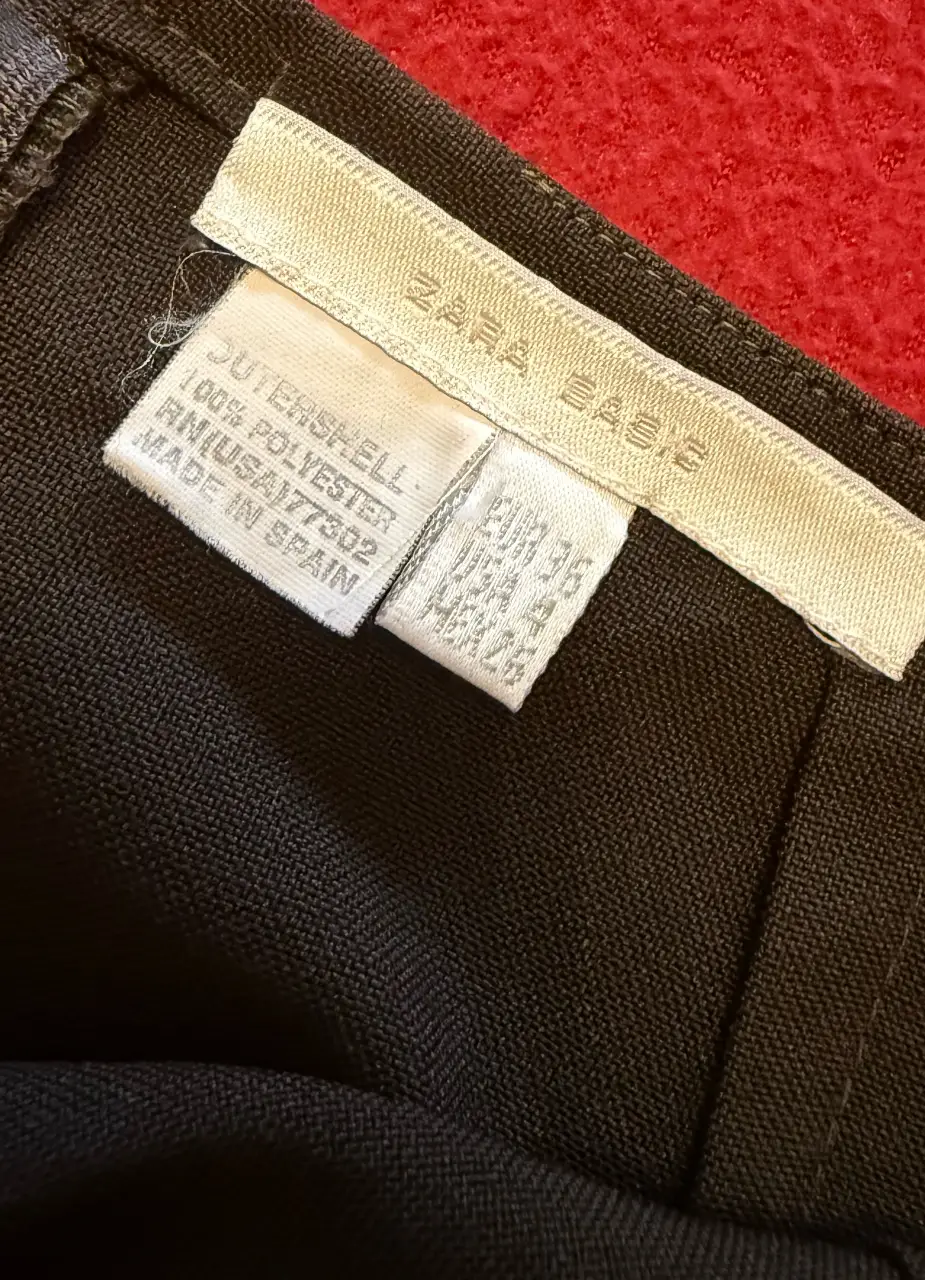 ZARA BASIC
OUTERSHELL
100% POLYESTER
RN(USA)77302
MADE IN SPAIN
EUR 36
USA 4
MEX 26